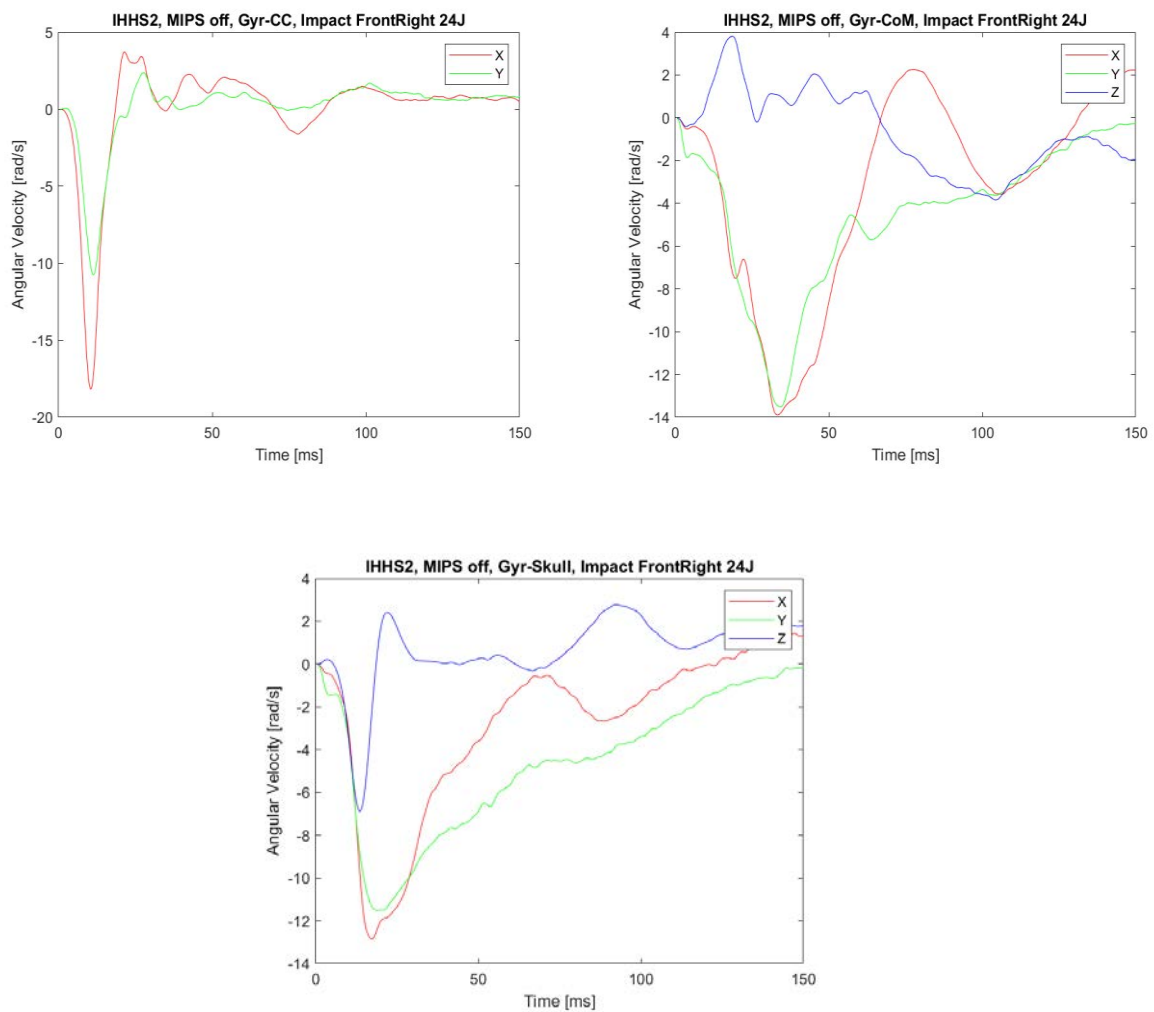 IHHS2, MIPS off, Gyr-CC, Impact FrontRight 24J
5
0
-5
-10
-15
-20
0
50
100
150
Angular Velocity [rad/s]
Time [ms]
X
Y
IHHS2, MIPS off, Gyr-CoM, Impact FrontRight 24J
4
2
0
-2
-4
-6
-8
-10
-12
-14
0
50
100
150
Angular Velocity [rad/s]
Time [ms]
X
Y
Z
IHHS2, MIPS off, Gyr-Skull, Impact FrontRight 24J
4
2
0
-2
-4
-6
-8
-10
-12
-14
0
50
100
150
Angular Velocity [rad/s]
Time [ms]
X
Y
Z